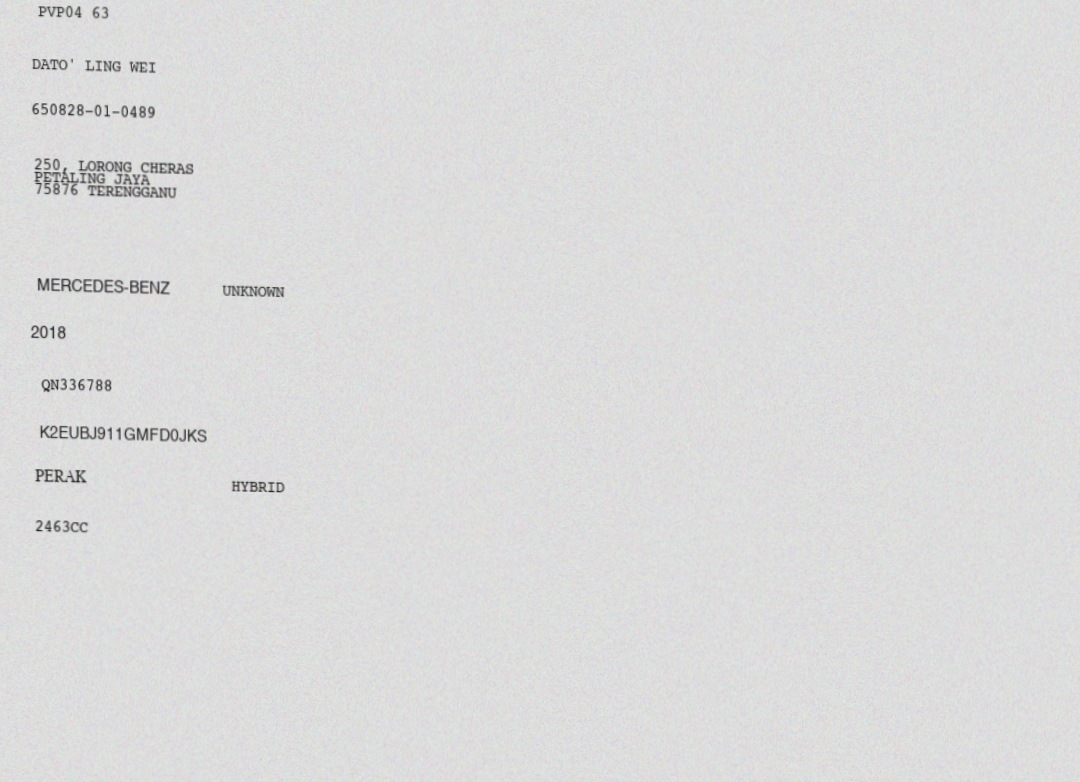 PVP04 63
DATO' LING WEI
650828-01-0489
250, LORONG CHERAS
PETALING JAYA
75876 TERENGGANU
MERCEDES-BENZ UNKNOWN
2018
QN336788
K2EUBJ911GMFD0JKS
PERAK HYBRID
2463CC